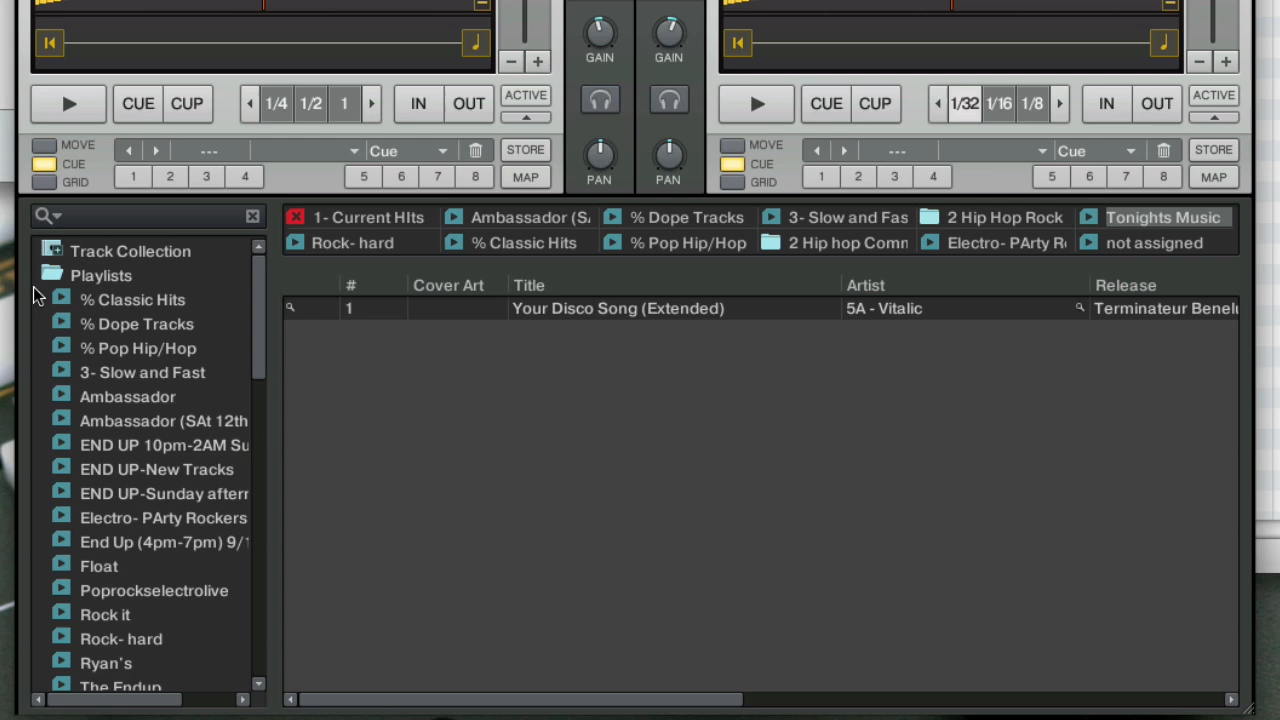 GAIN GAIN
CUE CUP 1/4 1/2 1 IN OUT ACTIVE CUE CUP 1/32 1/16 1/8 IN OUT ACTIVE
MOVE MOVE
CUE --- Cue STORE CUE --- Cue STORE
GRID 1 2 3 4 5 6 7 8 MAP PAN PAN GRID 1 2 3 4 5 6 7 8 MAP
1- Current HIts Ambassador (SA % Dope Tracks 3- Slow and Fas 2 Hip Hop Rock Tonights Music
Rock- hard % Classic Hits % Pop Hip/Hop 2 Hip hop Comm Electro- PArty R not assigned
Track Collection
Playlists
% Classic Hits
% Dope Tracks
% Pop Hip/Hop
3- Slow and Fast
Ambassador
Ambassador (SAt 12th
END UP 10pm-2AM Su
END UP-New Tracks
END UP-Sunday aftern
Electro- PArty Rockers
End Up (4pm-7pm) 9/1
Float
Poprockselectrolive
Rock it
Rock- hard
Ryan's
The Endup
# Cover Art Title Artist Release
1 Your Disco Song (Extended) 5A - Vitalic Terminateur Benelu